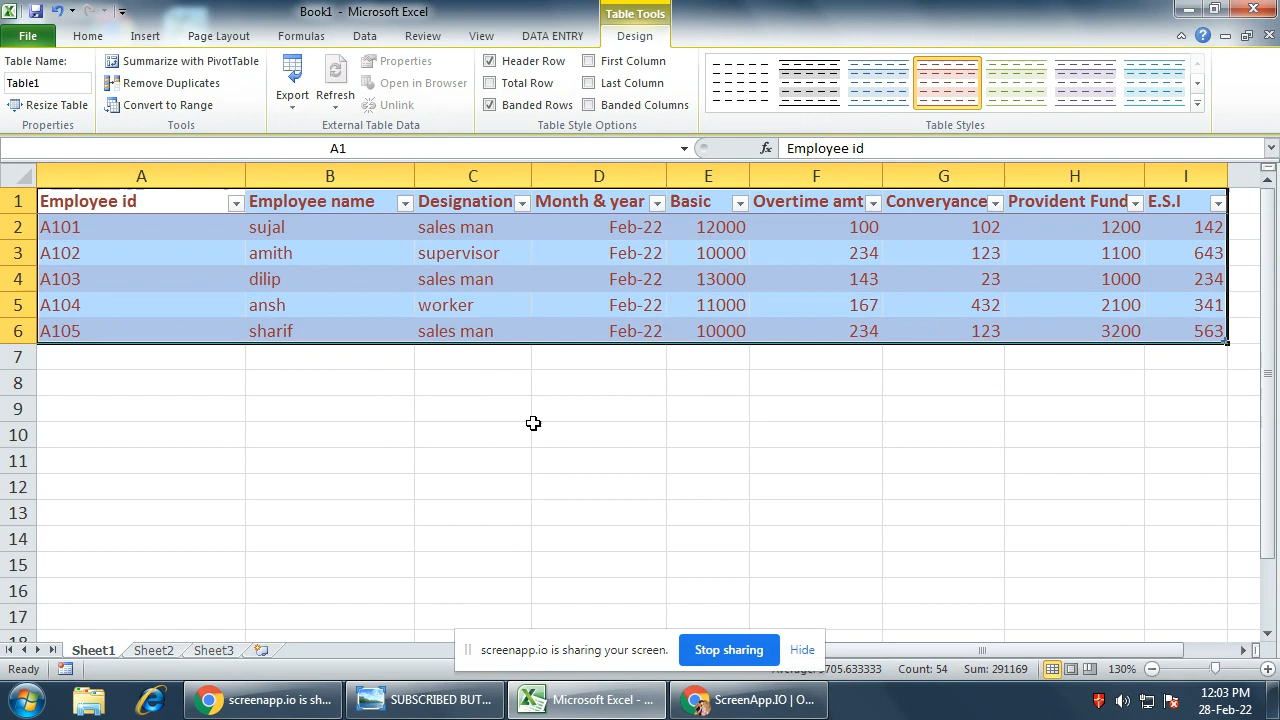 Book1 - Microsoft Excel
Table Tools
File Home Insert Page Layout Formulas Data Review View DATA ENTRY Design
Table Name:
Table1
Resize Table
Properties
Summarize with PivotTable
Remove Duplicates
Convert to Range
Tools
Export Refresh
Properties
Open in Browser
Unlink
External Table Data
Header Row First Column
Total Row Last Column
Banded Rows Banded Columns
Table Style Options
Table Styles
A1 fx Employee id
A B C D E F G H I
1 Employee id Employee name Designation Month & year Basic Overtime amt Converyance Provident Fund E.S.I
2 A101 sujal sales man Feb-22 12000 100 102 1200 142
3 A102 amith supervisor Feb-22 10000 234 123 1100 643
4 A103 dilip sales man Feb-22 13000 143 23 1000 234
5 A104 ansh worker Feb-22 11000 167 432 2100 341
6 A105 sharif sales man Feb-22 10000 234 123 3200 563
7
8
9
10
11
12
13
14
15
16
17
Sheet1 Sheet2 Sheet3
screenapp.io is sharing your screen. Stop sharing Hide
Ready Count: 54 Sum: 291169 130%
screenapp.io is sh... SUBSCRIBED BUT... Microsoft Excel - ... ScreenApp.IO | O...
12:03 PM
28-Feb-22